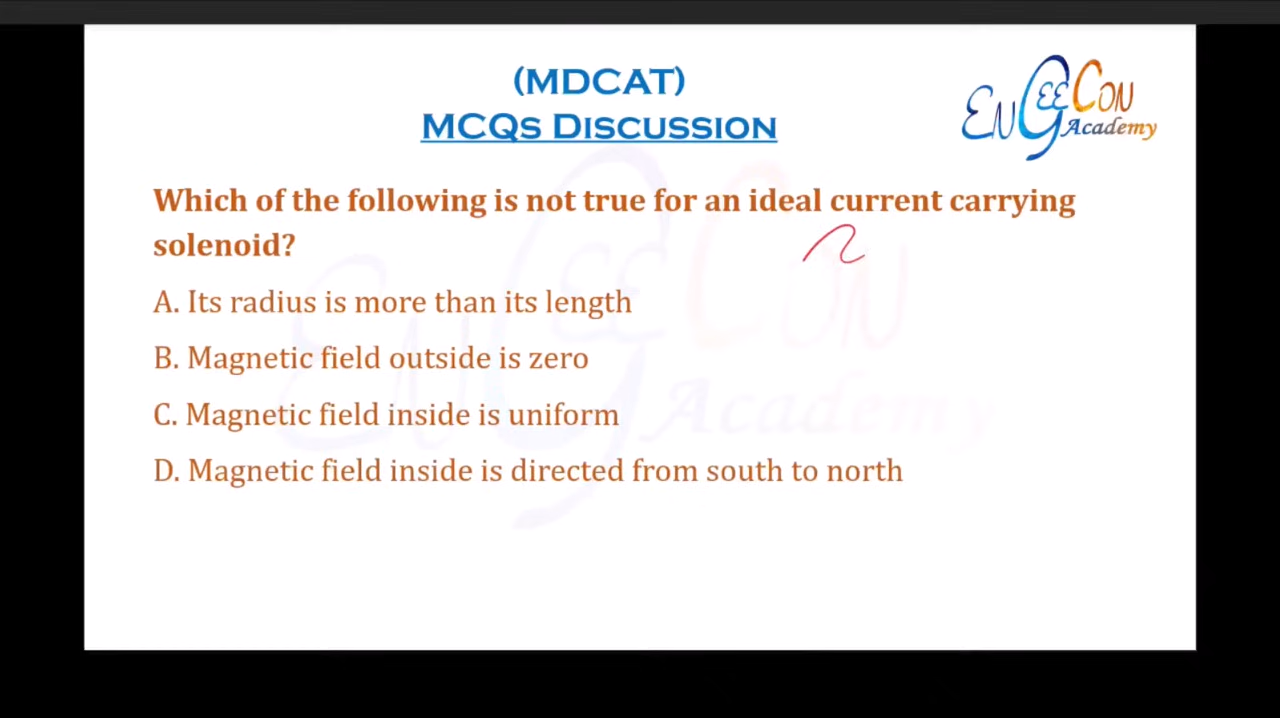 (MDCAT)
MCQs Discussion
EnGeeCon
Academy
Which of the following is not true for an ideal current carrying
solenoid?
A. Its radius is more than its length
B. Magnetic field outside is zero
C. Magnetic field inside is uniform
D. Magnetic field inside is directed from south to north
EnGeeCon
Academy